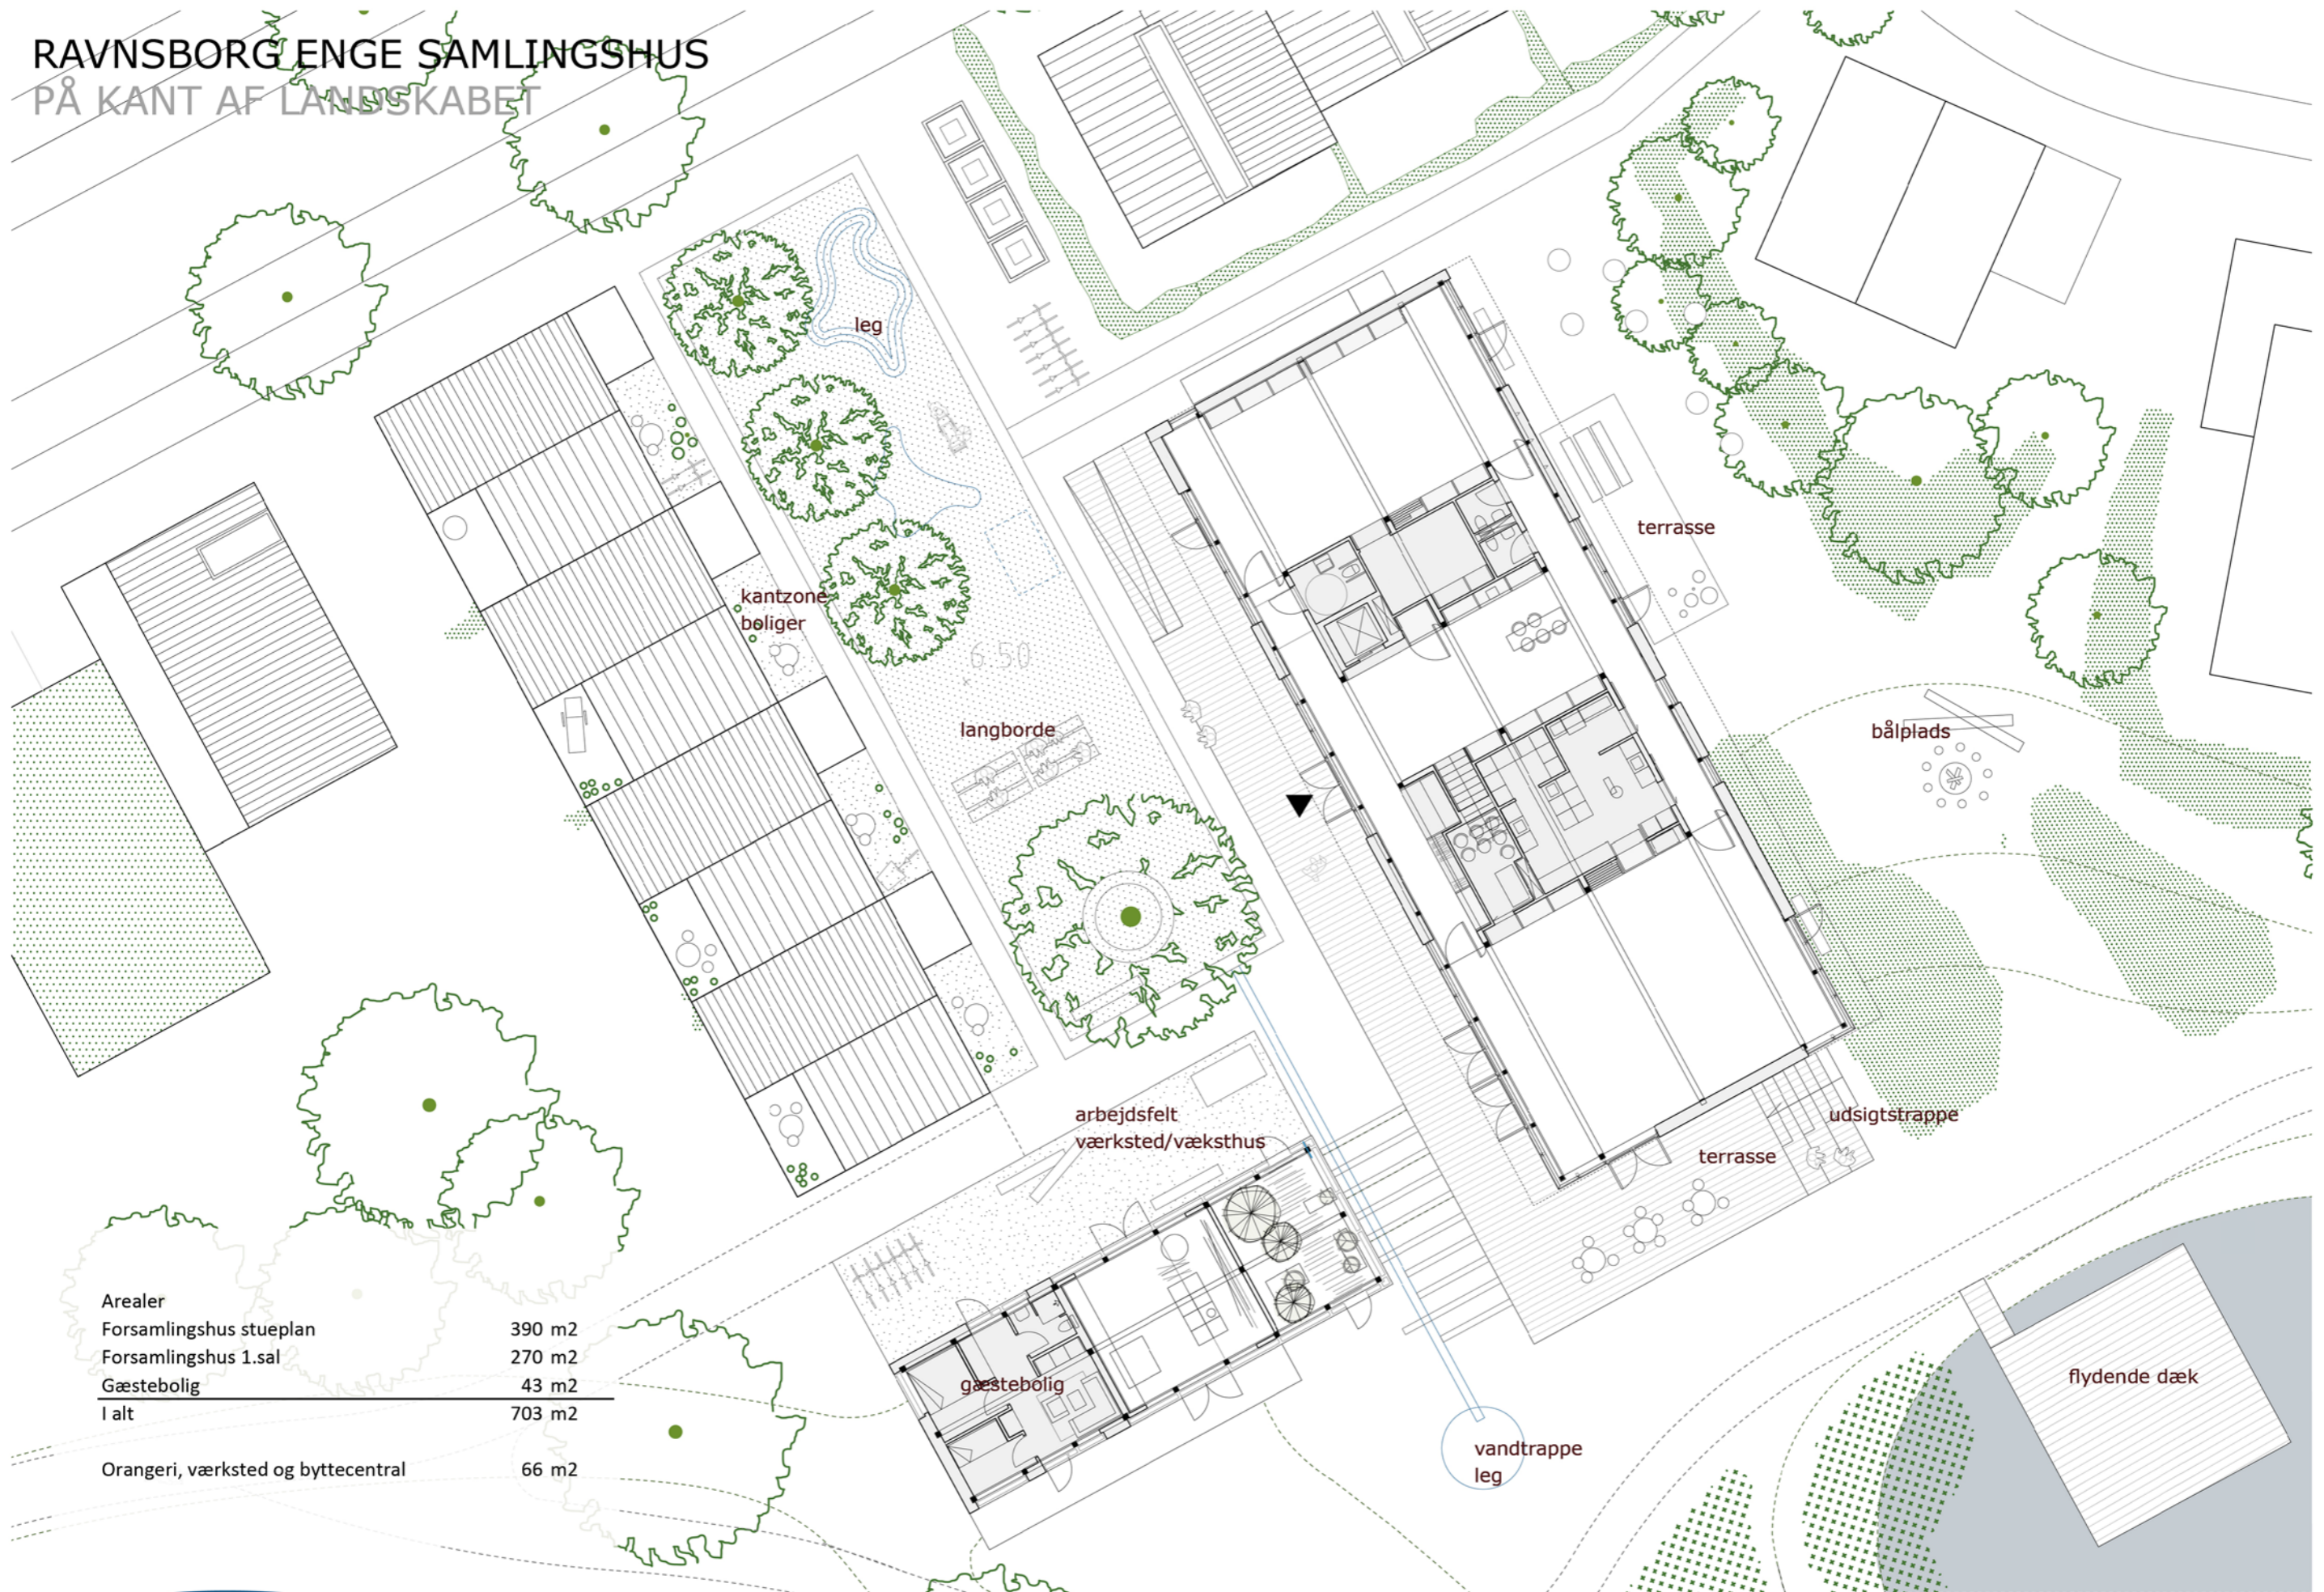 RAVNSBORG ENGE SAMLINGSHUS
PÅ KANT AF LANDSKABET
leg
terrasse
kantzone
boliger
6.50
langborde
bålplads
arbejdsfelt
værksted/væksthus
udsigtstrappe
terrasse
gæstebolig
flydende dæk
vandtrappe
leg
Arealer
Forsamlingshus stueplan 390 m2
Forsamlingshus 1.sal 270 m2
Gæstebolig 43 m2
I alt 703 m2
Orangeri, værksted og byttecentral 66 m2